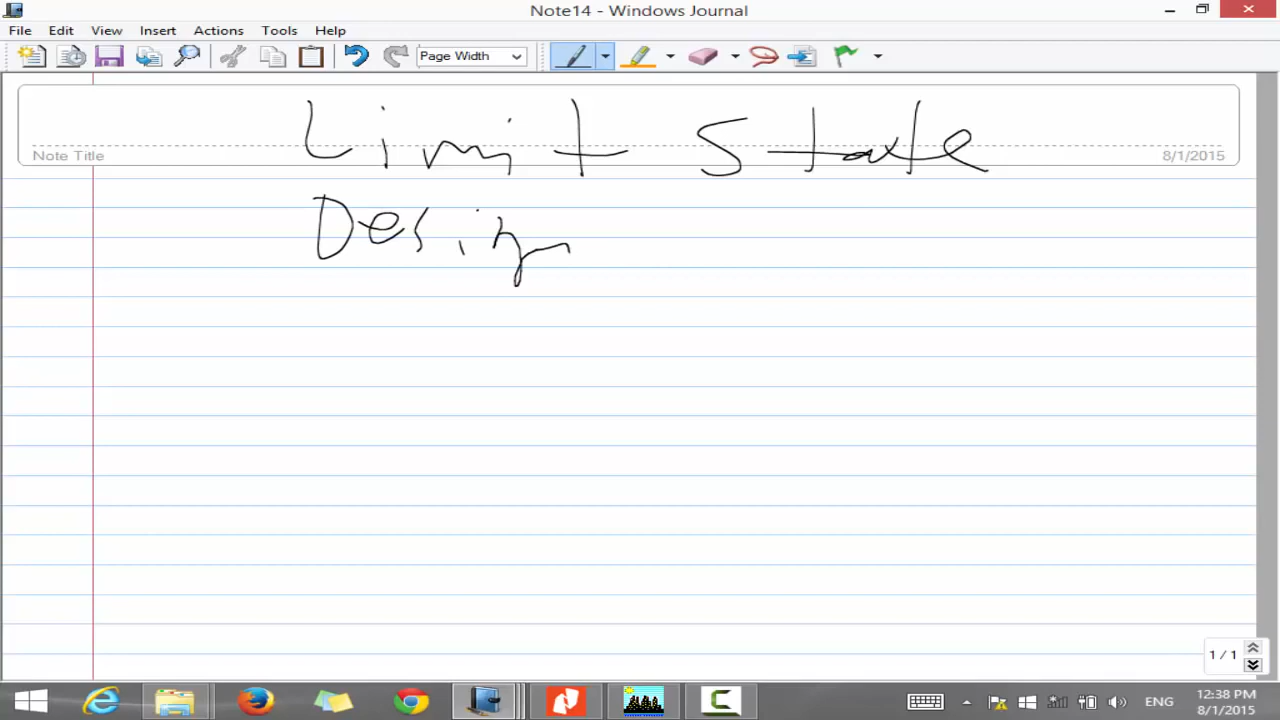 Note14 - Windows Journal
File Edit View Insert Actions Tools Help
Page Width
Limit State
Note Title 8/1/2015
Design
1 / 1
ENG 12:38 PM
8/1/2015